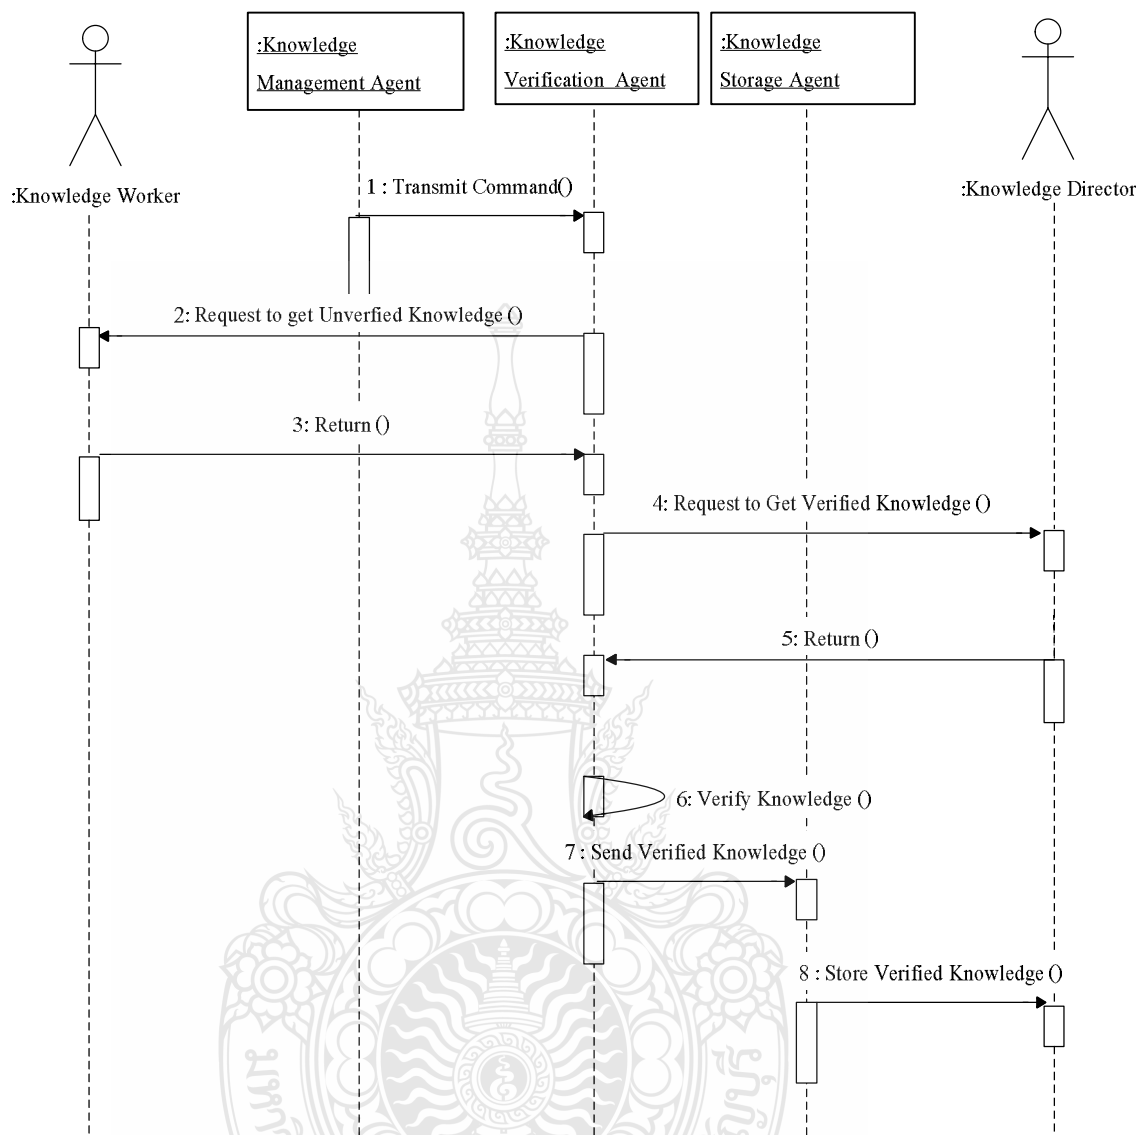 :Knowledge
Management Agent
:Knowledge
Verification Agent
:Knowledge
Storage Agent
:Knowledge Worker
:Knowledge Director
1 : Transmit Command()
2: Request to get Unverfied Knowledge ()
3: Return ()
4: Request to Get Verified Knowledge ()
5: Return ()
6: Verify Knowledge ()
7 : Send Verified Knowledge ()
8 : Store Verified Knowledge ()